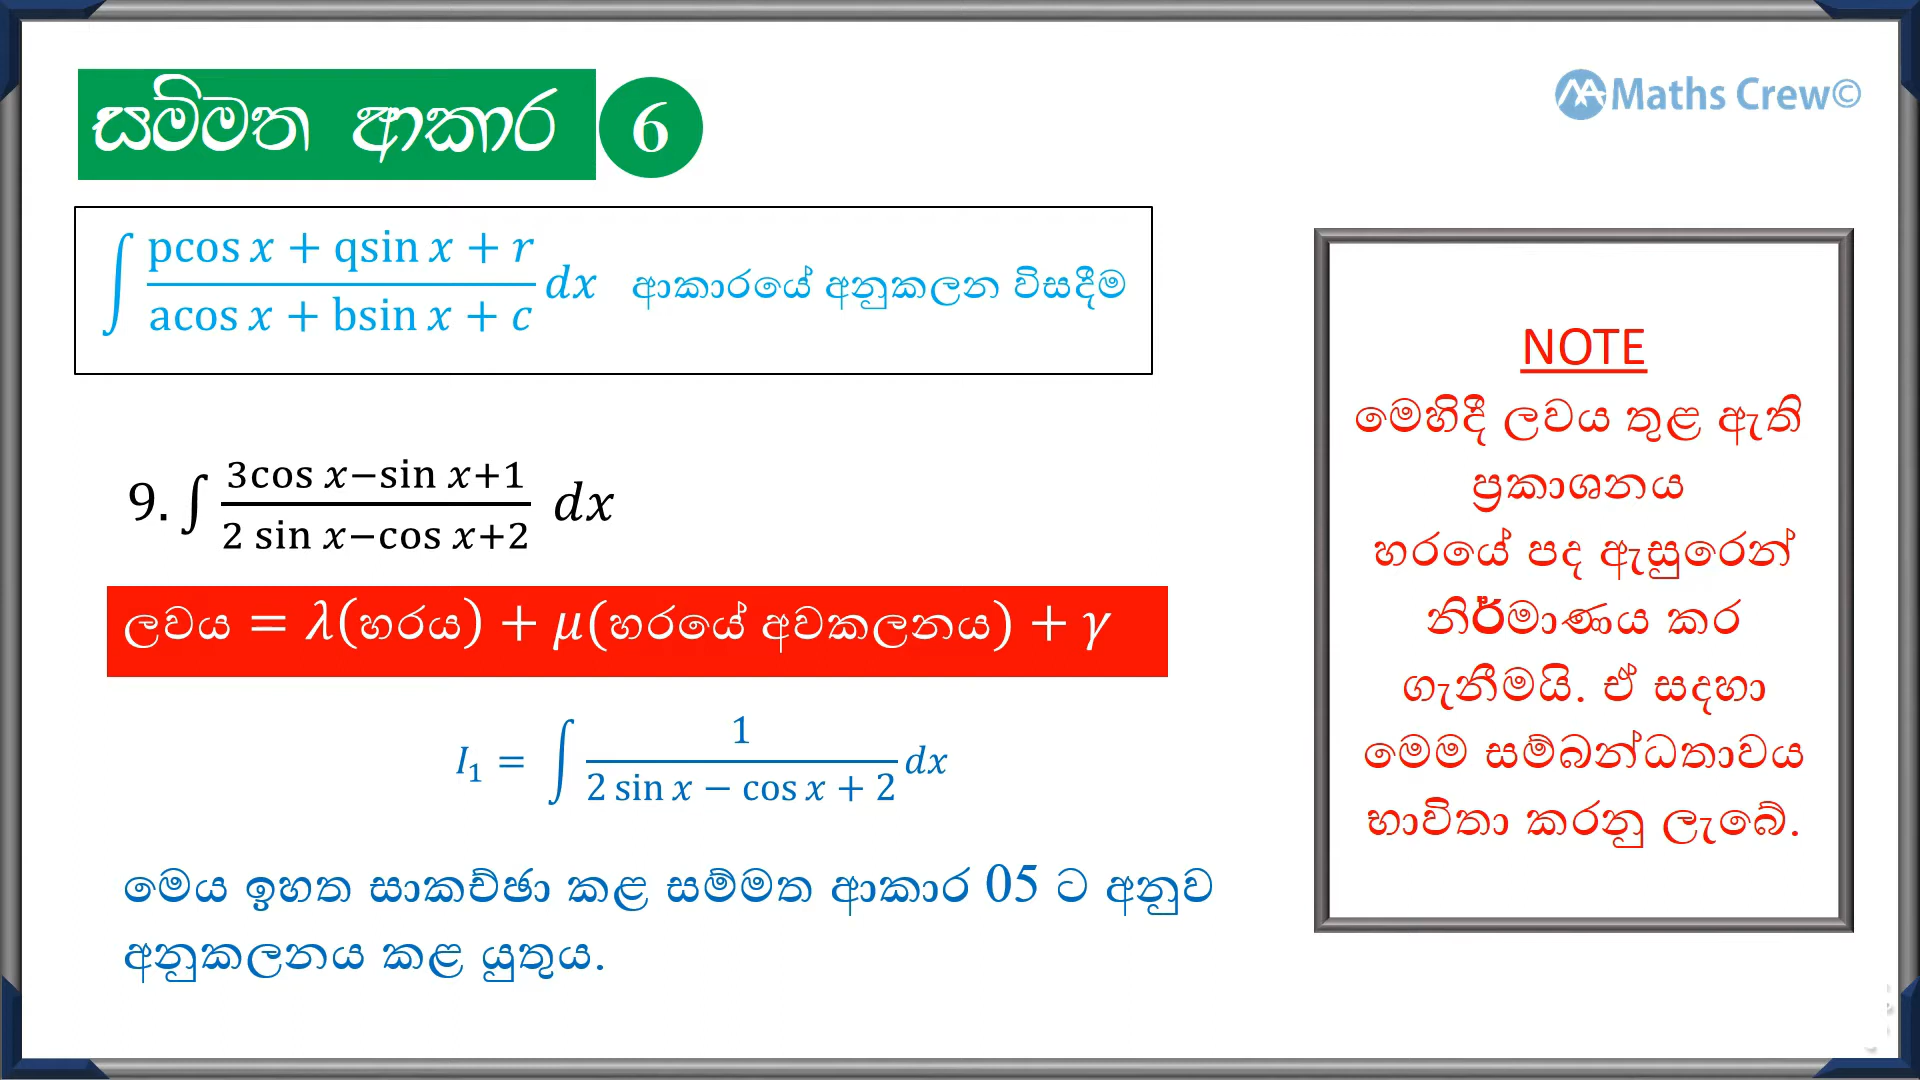 සම්මත ආකාර 6
Maths Crew©
∫ (pcos x + qsin x + r)/(acos x + bsin x + c) dx ආකාරයේ අනුකලන විසදීම
9. ∫ (3cos x−sin x+1)/(2 sin x−cos x+2) dx
ලවය = λ(හරය) + μ(හරයේ අවකලනය) + γ
I₁ = ∫ 1/(2 sin x − cos x + 2) dx
මෙය ඉහත සාකච්ඡා කළ සම්මත ආකාර 05 ට අනුව
අනුකලනය කළ යුතුය.
NOTE
මෙහිදී ලවය තුළ ඇති
ප්‍රකාශනය
හරයේ පද ඇසුරෙන්
නිර්මාණය කර
ගැනීමයි. ඒ සදහා
මෙම සම්බන්ධතාවය
භාවිතා කරනු ලැබේ.